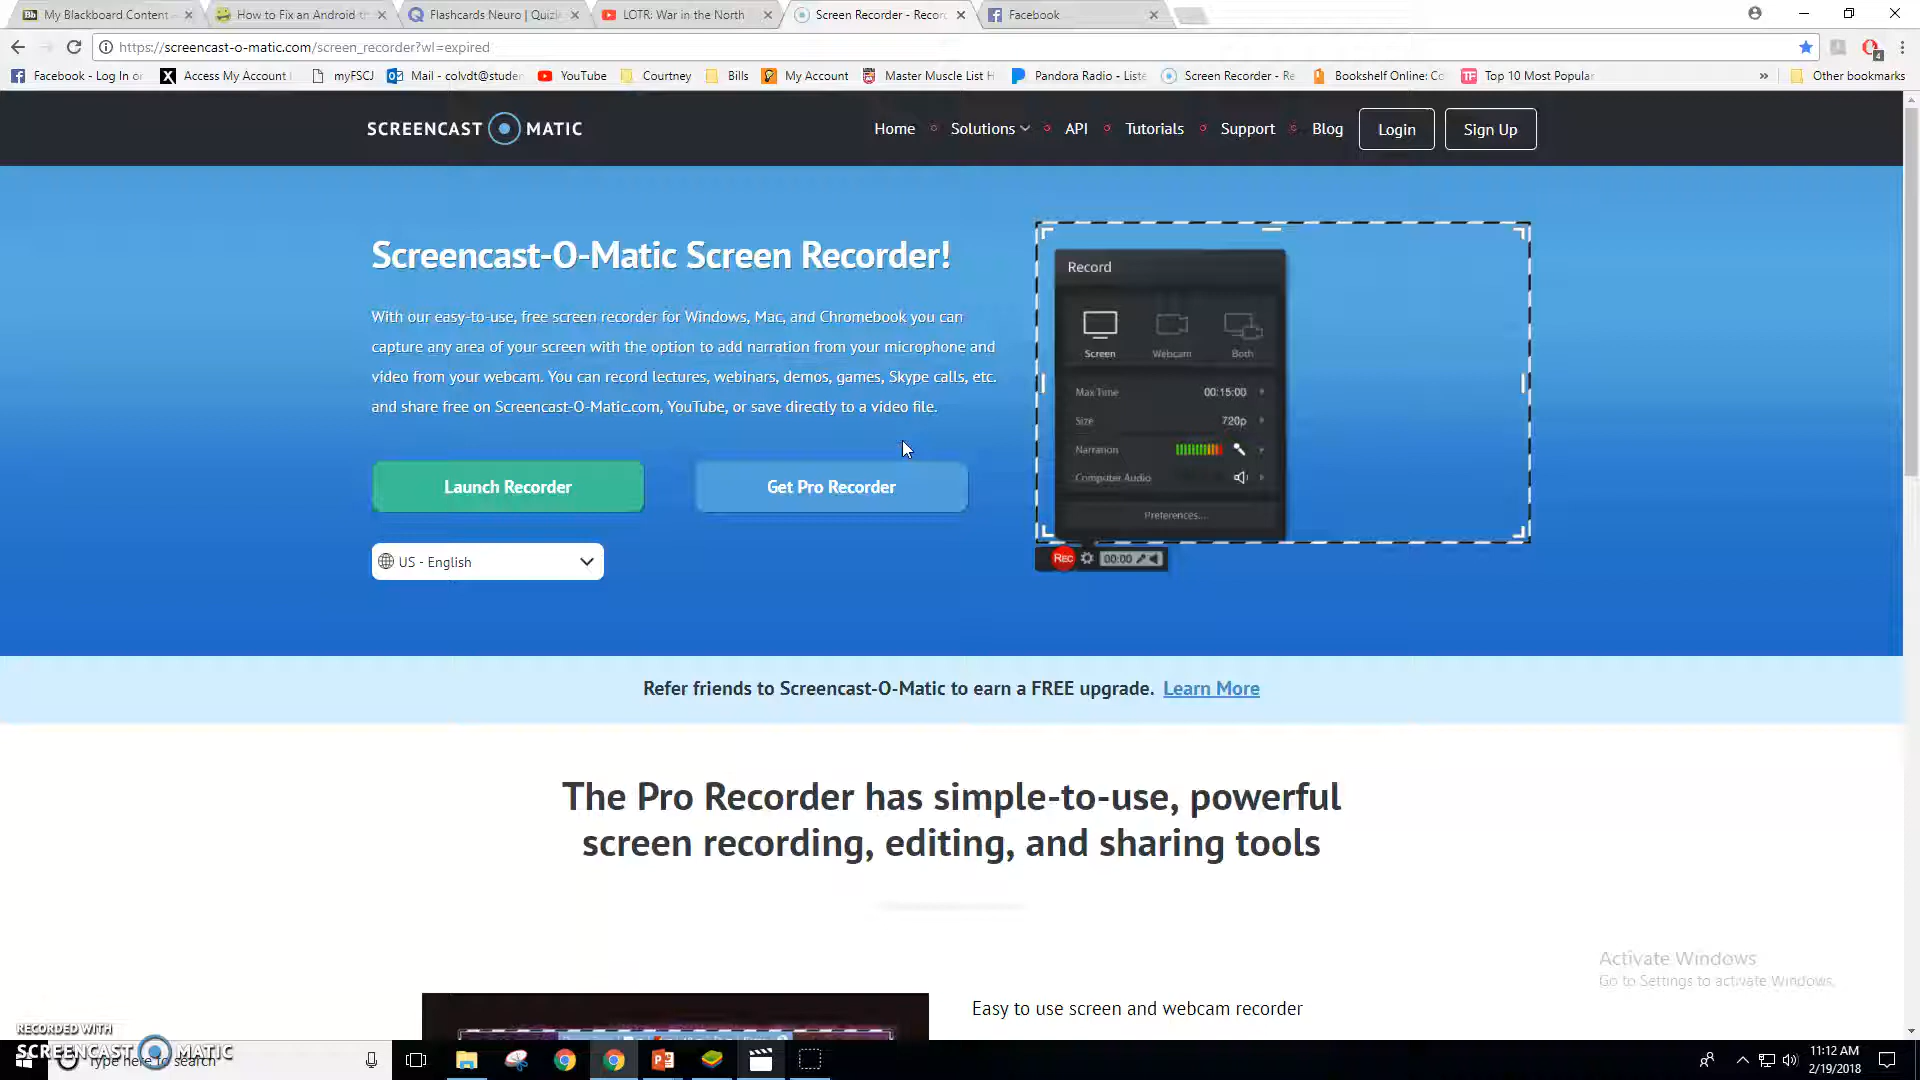 My Blackboard Content
How to Fix an Android t
Flashcards Neuro | Quizl
LOTR: War in the North
Screen Recorder - Recor
Facebook
https://screencast-o-matic.com/screen_recorder?wl=expired
Facebook - Log In or
Access My Account
myFSCJ
Mail - colvdt@studer
YouTube
Courtney
Bills
My Account
Master Muscle List H
Pandora Radio - Liste
Screen Recorder - Re
Bookshelf Online: Co
Top 10 Most Popular
»
Other bookmarks
SCREENCAST MATIC
Home
Solutions
API
Tutorials
Support
Blog
Login
Sign Up
Screencast-O-Matic Screen Recorder!
With our easy-to-use, free screen recorder for Windows, Mac, and Chromebook you can
capture any area of your screen with the option to add narration from your microphone and
video from your webcam. You can record lectures, webinars, demos, games, Skype calls, etc.
and share free on Screencast-O-Matic.com, YouTube, or save directly to a video file.
Launch Recorder
Get Pro Recorder
US - English
Record
Screen
Webcam
Both
Max Time 00:15:00
Size 720p
Narration
Computer Audio
Preferences...
REC 00:00
Refer friends to Screencast-O-Matic to earn a FREE upgrade. Learn More
The Pro Recorder has simple-to-use, powerful
screen recording, editing, and sharing tools
Easy to use screen and webcam recorder
Activate Windows
Go to Settings to activate Windows.
RECORDED WITH
SCREENCAST MATIC
Type here to search
11:12 AM
2/19/2018